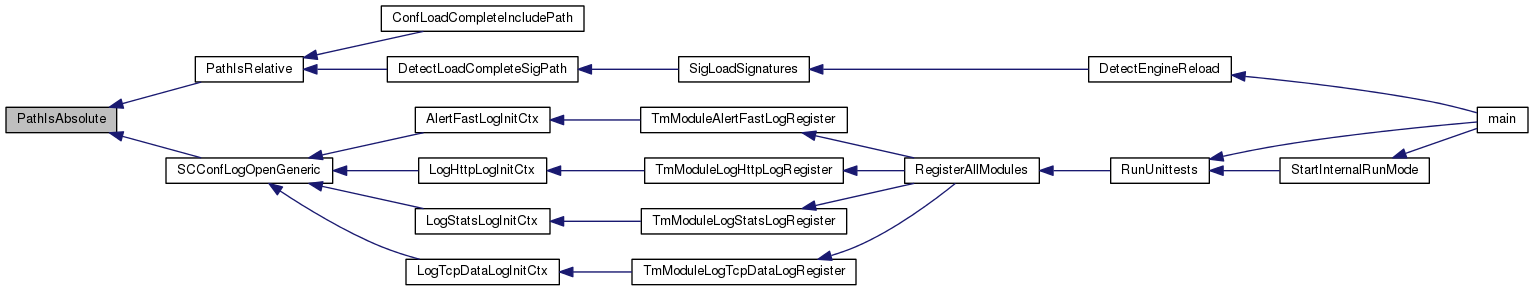 ConfLoadCompleteIncludePath
PathIsRelative
DetectLoadCompleteSigPath
SigLoadSignatures
DetectEngineReload
PathIsAbsolute
AlertFastLogInitCtx
TmModuleAlertFastLogRegister
main
SCConfLogOpenGeneric
LogHttpLogInitCtx
TmModuleLogHttpLogRegister
RegisterAllModules
RunUnittests
StartInternalRunMode
LogStatsLogInitCtx
TmModuleLogStatsLogRegister
LogTcpDataLogInitCtx
TmModuleLogTcpDataLogRegister